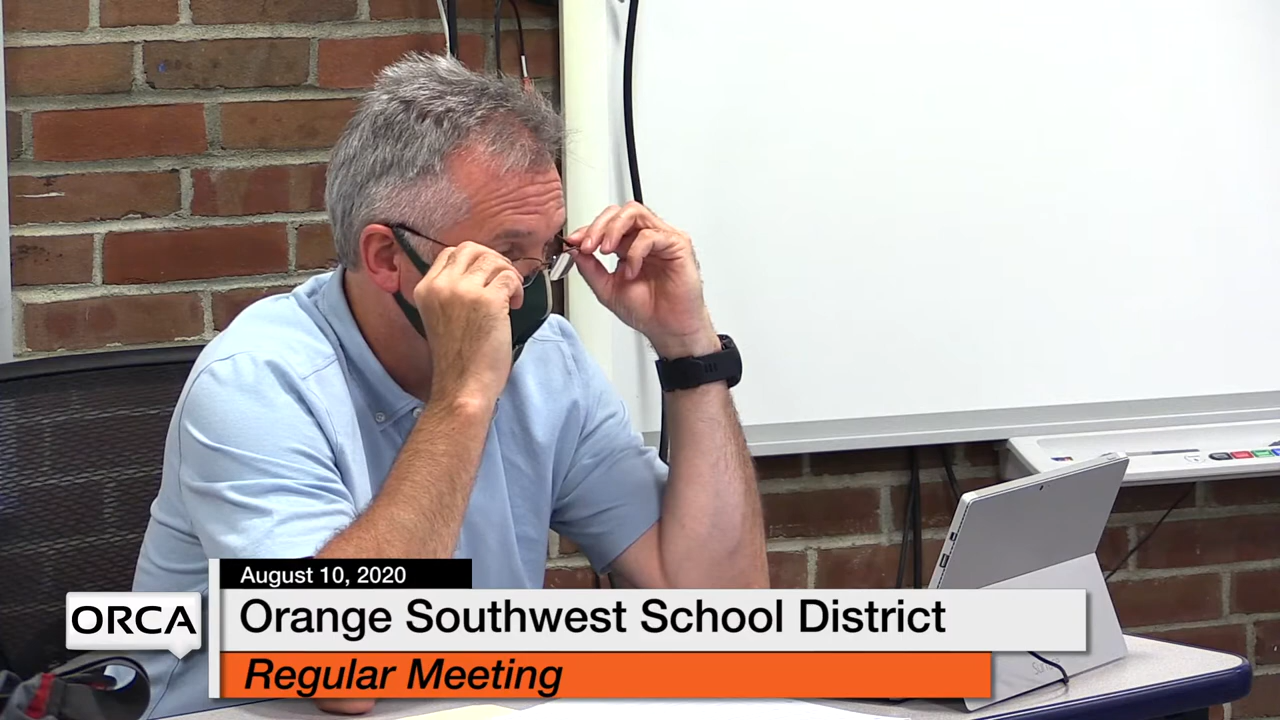 August 10, 2020
ORCA
Orange Southwest School District
Regular Meeting